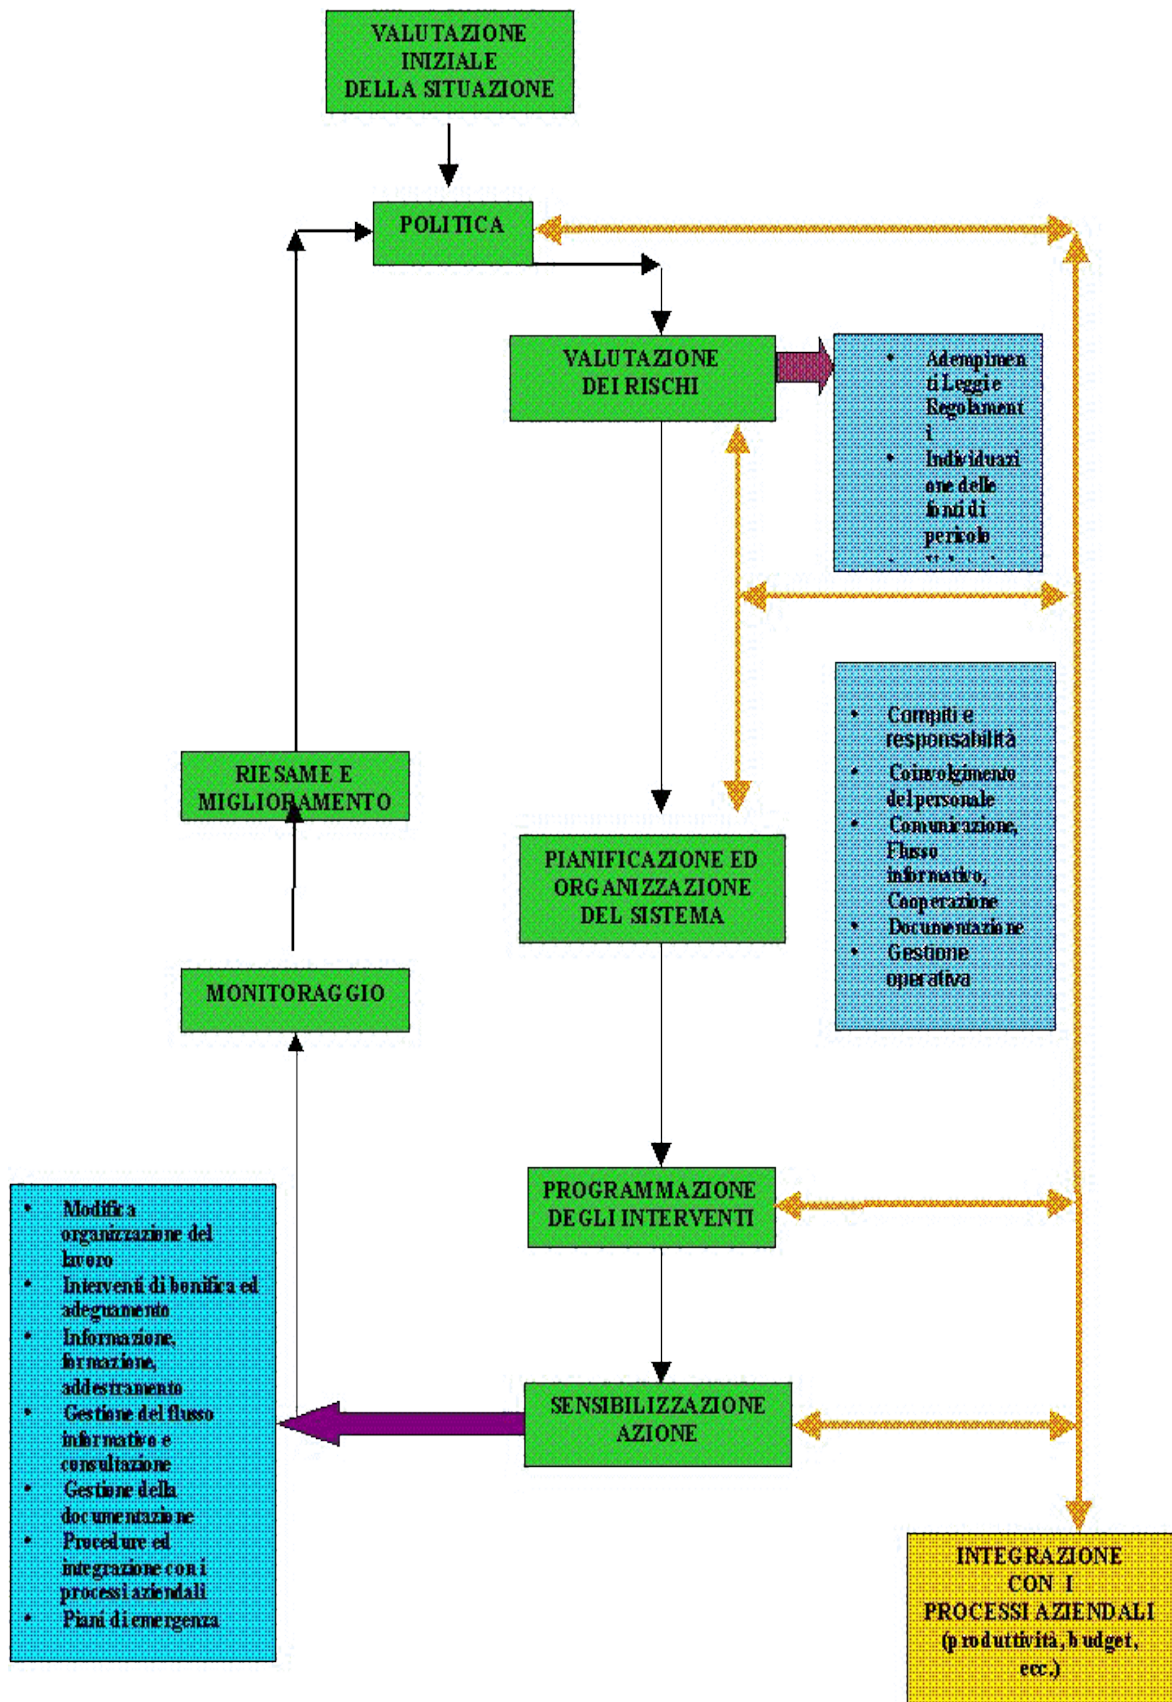 VALUTAZIONE
INIZIALE
DELLA SITUAZIONE
POLITICA
VALUTAZIONE
DEI RISCHI
• Adempimen
ti Leggi e
Regolament
i
• Individuazi
one delle
fonti di
pericolo
• Compiti e
responsabilità
• Coinvolgimento
del personale
• Comunicazione,
Flusso
informativo,
Cooperazione
• Documentazione
• Gestione
operativa
RIESAME E
MIGLIORAMENTO
PIANIFICAZIONE ED
ORGANIZZAZIONE
DEL SISTEMA
MONITORAGGIO
PROGRAMMAZIONE
DEGLI INTERVENTI
• Modifica
organizzazione del
lavoro
• Interventi di bonifica ed
adeguamento
• Informazione,
formazione,
addestramento
• Gestione del flusso
informativo e
consultazione
• Gestione della
documentazione
• Procedure ed
integrazione con i
processi aziendali
• Piani di emergenza
SENSIBILIZZAZIONE
AZIONE
INTEGRAZIONE
CON I
PROCESSI AZIENDALI
(produttività, budget,
ecc.)